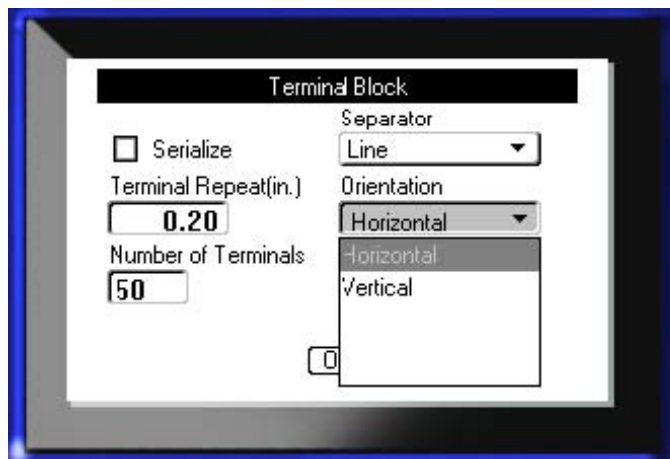 Terminal Block
Separator
Serialize
Line
Terminal Repeat(in.)
Orientation
0.20
Horizontal
Number of Terminals
Horizontal
50
Vertical
O